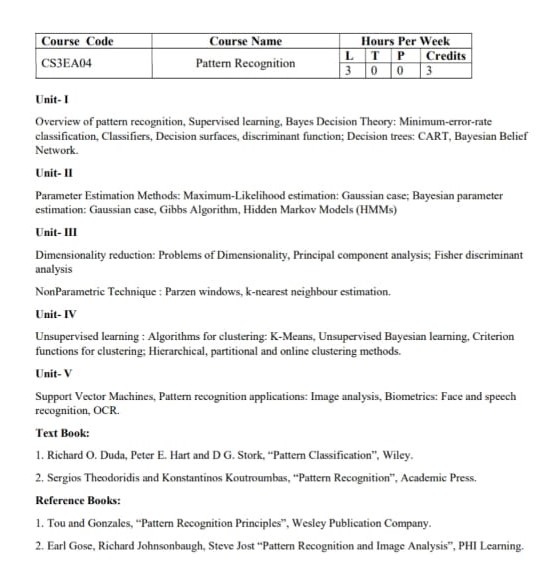 Course Code Course Name Hours Per Week
L T P Credits
CS3EA04 Pattern Recognition 3 0 0 3
Unit- I
Overview of pattern recognition, Supervised learning, Bayes Decision Theory: Minimum-error-rate
classification, Classifiers, Decision surfaces, discriminant function; Decision trees: CART, Bayesian Belief
Network.
Unit- II
Parameter Estimation Methods: Maximum-Likelihood estimation: Gaussian case; Bayesian parameter
estimation: Gaussian case, Gibbs Algorithm, Hidden Markov Models (HMMs)
Unit- III
Dimensionality reduction: Problems of Dimensionality, Principal component analysis; Fisher discriminant
analysis
NonParametric Technique : Parzen windows, k-nearest neighbour estimation.
Unit- IV
Unsupervised learning : Algorithms for clustering: K-Means, Unsupervised Bayesian learning, Criterion
functions for clustering; Hierarchical, partitional and online clustering methods.
Unit- V
Support Vector Machines, Pattern recognition applications: Image analysis, Biometrics: Face and speech
recognition, OCR.
Text Book:
1. Richard O. Duda, Peter E. Hart and D G. Stork, “Pattern Classification”, Wiley.
2. Sergios Theodoridis and Konstantinos Koutroumbas, “Pattern Recognition”, Academic Press.
Reference Books:
1. Tou and Gonzales, “Pattern Recognition Principles”, Wesley Publication Company.
2. Earl Gose, Richard Johnsonbaugh, Steve Jost “Pattern Recognition and Image Analysis”, PHI Learning.